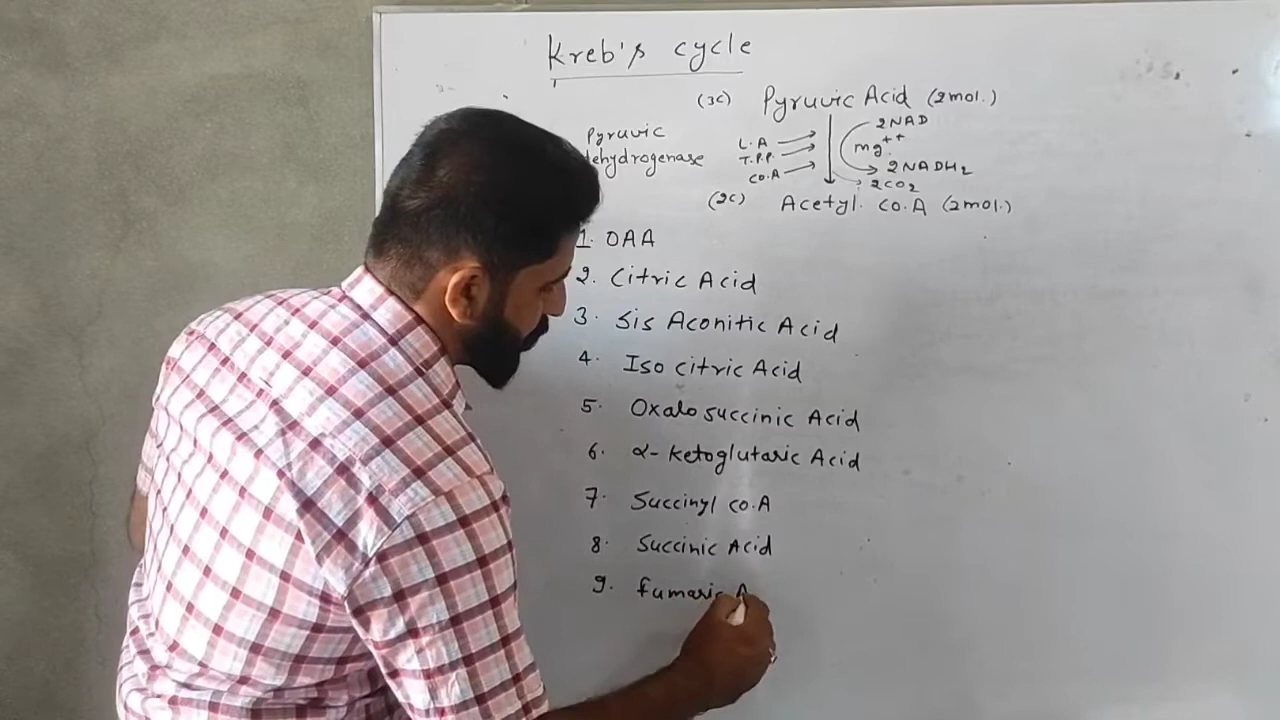 Kreb's cycle
(3C) Pyruvic Acid (2mol.)
Pyruvic
dehydrogenase
L.A
T.P.P.
CO.A
2NAD
mg++
2NADH2
2CO2
(2C) Acetyl. CO.A (2mol.)
1. OAA
2. Citric Acid
3. Sis Aconitic Acid
4. Iso citric Acid
5. Oxalo succinic Acid
6. α-ketoglutaric Acid
7. Succinyl CO.A
8. Succinic Acid
9. fumaric A